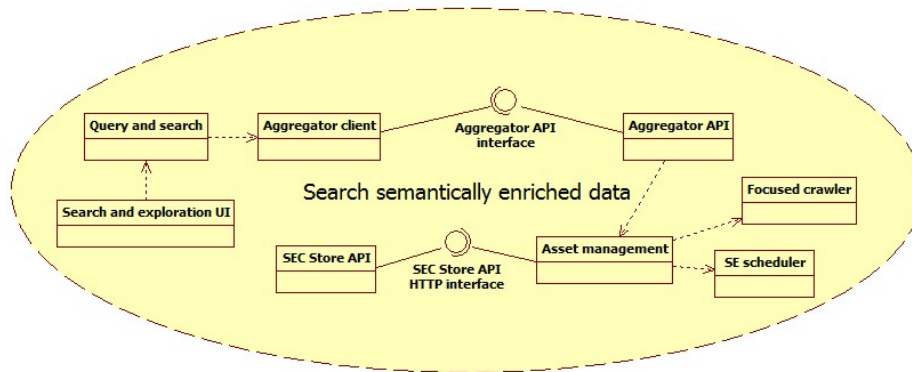 Query and search
Aggregator client
Aggregator API
interface
Aggregator API
Search semantically enriched data
Focused crawler
Search and exploration UI
SEC Store API
SEC Store API
HTTP interface
Asset management
SE scheduler